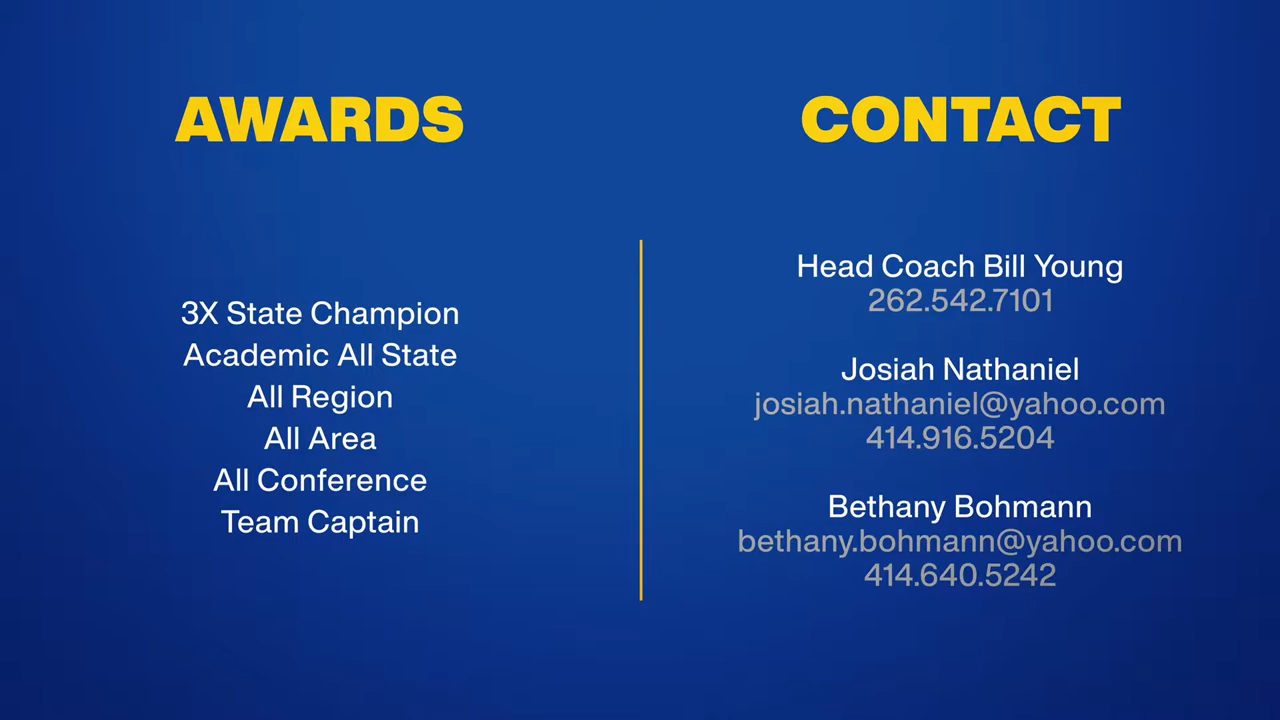 AWARDS
3X State Champion
Academic All State
All Region
All Area
All Conference
Team Captain
CONTACT
Head Coach Bill Young
262.542.7101
Josiah Nathaniel
josiah.nathaniel@yahoo.com
414.916.5204
Bethany Bohmann
bethany.bohmann@yahoo.com
414.640.5242